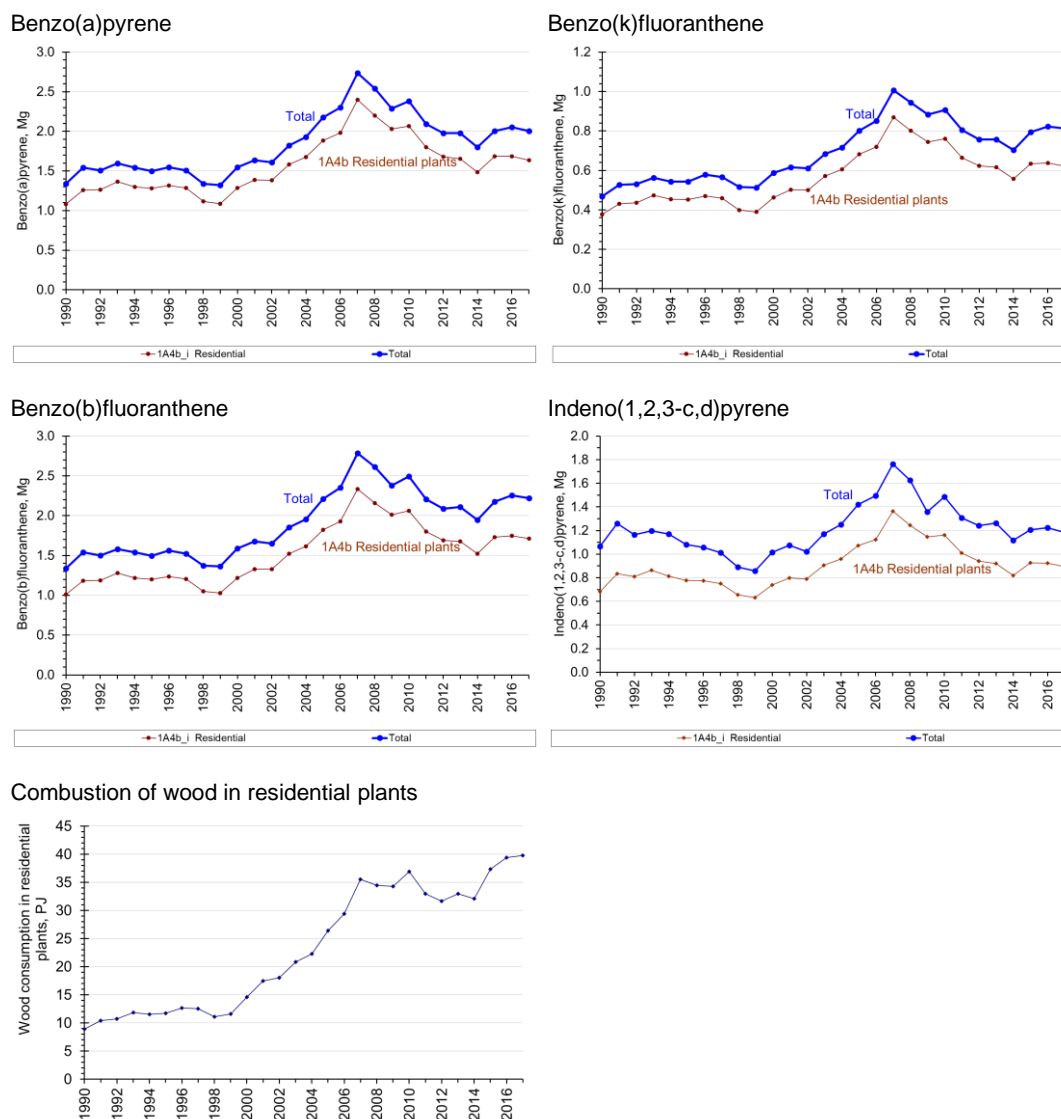 Benzo(a)pyrene
Benzo(a)pyrene, Mg
3.0
2.5
2.0
1.5
1.0
0.5
0.0
Total
1A4b Residential plants
1990 1992 1994 1996 1998 2000 2002 2004 2006 2008 2010 2012 2014 2016
1A4b_i Residential Total
Benzo(k)fluoranthene
Benzo(k)fluoranthene, Mg
1.2
1.0
0.8
0.6
0.4
0.2
0.0
Total
1A4b Residential plants
1990 1992 1994 1996 1998 2000 2002 2004 2006 2008 2010 2012 2014 2016
1A4b_i Residential Total
Benzo(b)fluoranthene
Benzo(b)fluoranthene, Mg
3.0
2.5
2.0
1.5
1.0
0.5
0.0
Total
1A4b Residential plants
1990 1992 1994 1996 1998 2000 2002 2004 2006 2008 2010 2012 2014 2016
1A4b_i Residential Total
Indeno(1,2,3-c,d)pyrene
Indeno(1,2,3-c,d)pyrene, Mg
2.0
1.8
1.6
1.4
1.2
1.0
0.8
0.6
0.4
0.2
0.0
Total
1A4b Residential plants
1990 1992 1994 1996 1998 2000 2002 2004 2006 2008 2010 2012 2014 2016
1A4b_i Residential Total
Combustion of wood in residential plants
Wood consumption in residential
plants, PJ
45
40
35
30
25
20
15
10
5
0
1990 1992 1994 1996 1998 2000 2002 2004 2006 2008 2010 2012 2014 2016